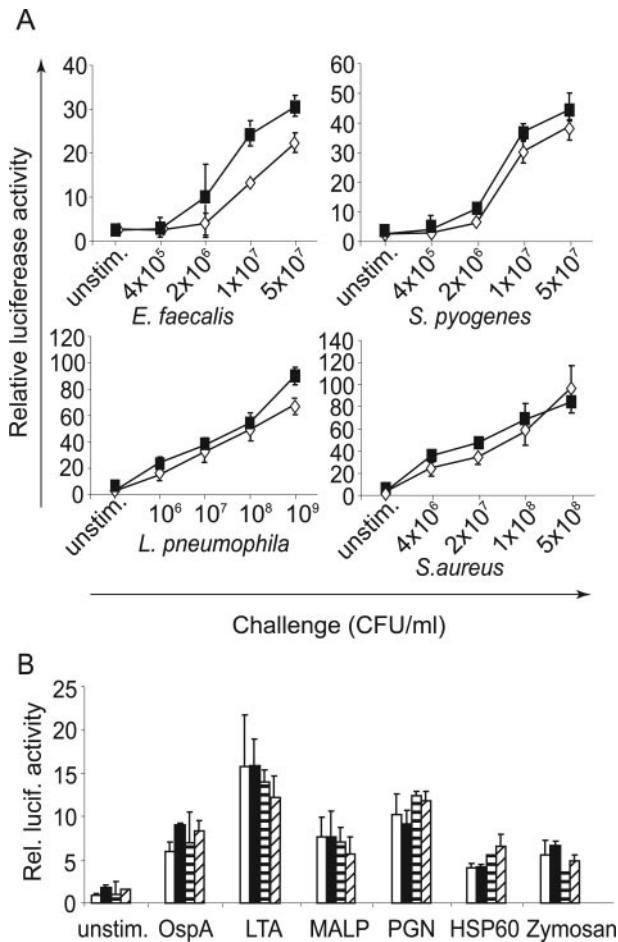 A
Relative luciferease activity
40
30
20
10
0
unstim.
4x10⁵
2x10⁶
1x10⁷
5x10⁷
E. faecalis
60
50
40
30
20
10
0
unstim.
4x10⁵
2x10⁶
1x10⁷
5x10⁷
S. pyogenes
120
100
80
60
40
20
0
unstim.
10⁶
10⁷
10⁸
10⁹
L. pneumophila
140
120
100
80
60
40
20
0
unstim.
4x10⁶
2x10⁷
1x10⁸
5x10⁸
S.aureus
Challenge (CFU/ml)
B
Rel. lucif. activity
25
20
15
10
5
0
unstim. OspA LTA MALP PGN HSP60 Zymosan